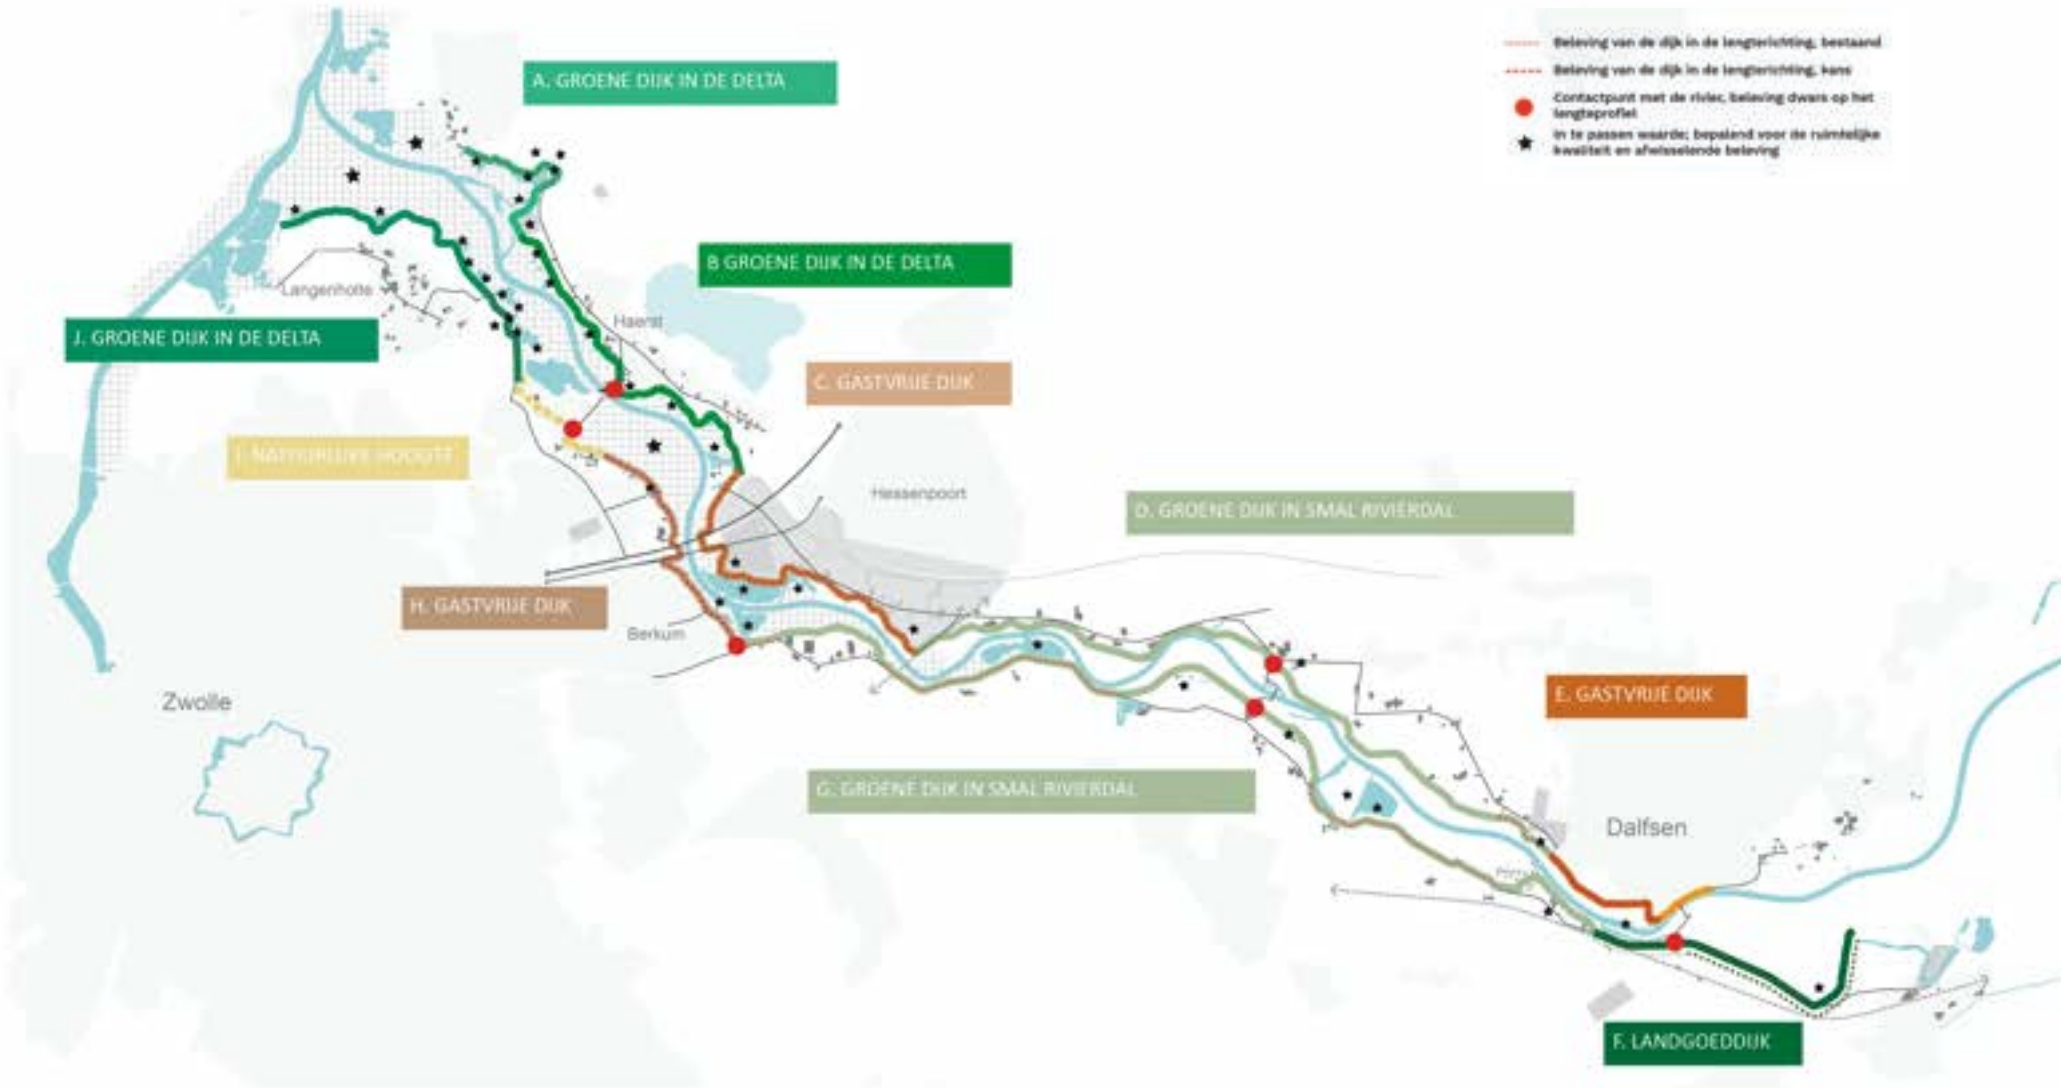 Beleving van de dijk in de lengterichting, bestaand
Beleving van de dijk in de lengterichting, kans
Contactpunt met de rivier, beleving dwars op het
lengteprofiel
In te passen waarde; bepalend voor de ruimtelijke
kwaliteit en afwisselende beleving
A. GROENE DIJK IN DE DELTA
B GROENE DIJK IN DE DELTA
Langenholte
Haerst
J. GROENE DIJK IN DE DELTA
C. GASTVRIJE DIJK
I. NATUURLIJKE HOOGTE
Hessenpoort
D. GROENE DIJK IN SMAL RIVIERDAL
H. GASTVRIJE DIJK
Berkum
Zwolle
E. GASTVRIJE DIJK
G. GROENE DIJK IN SMAL RIVIERDAL
Dalfsen
F. LANDGOEDDIJK